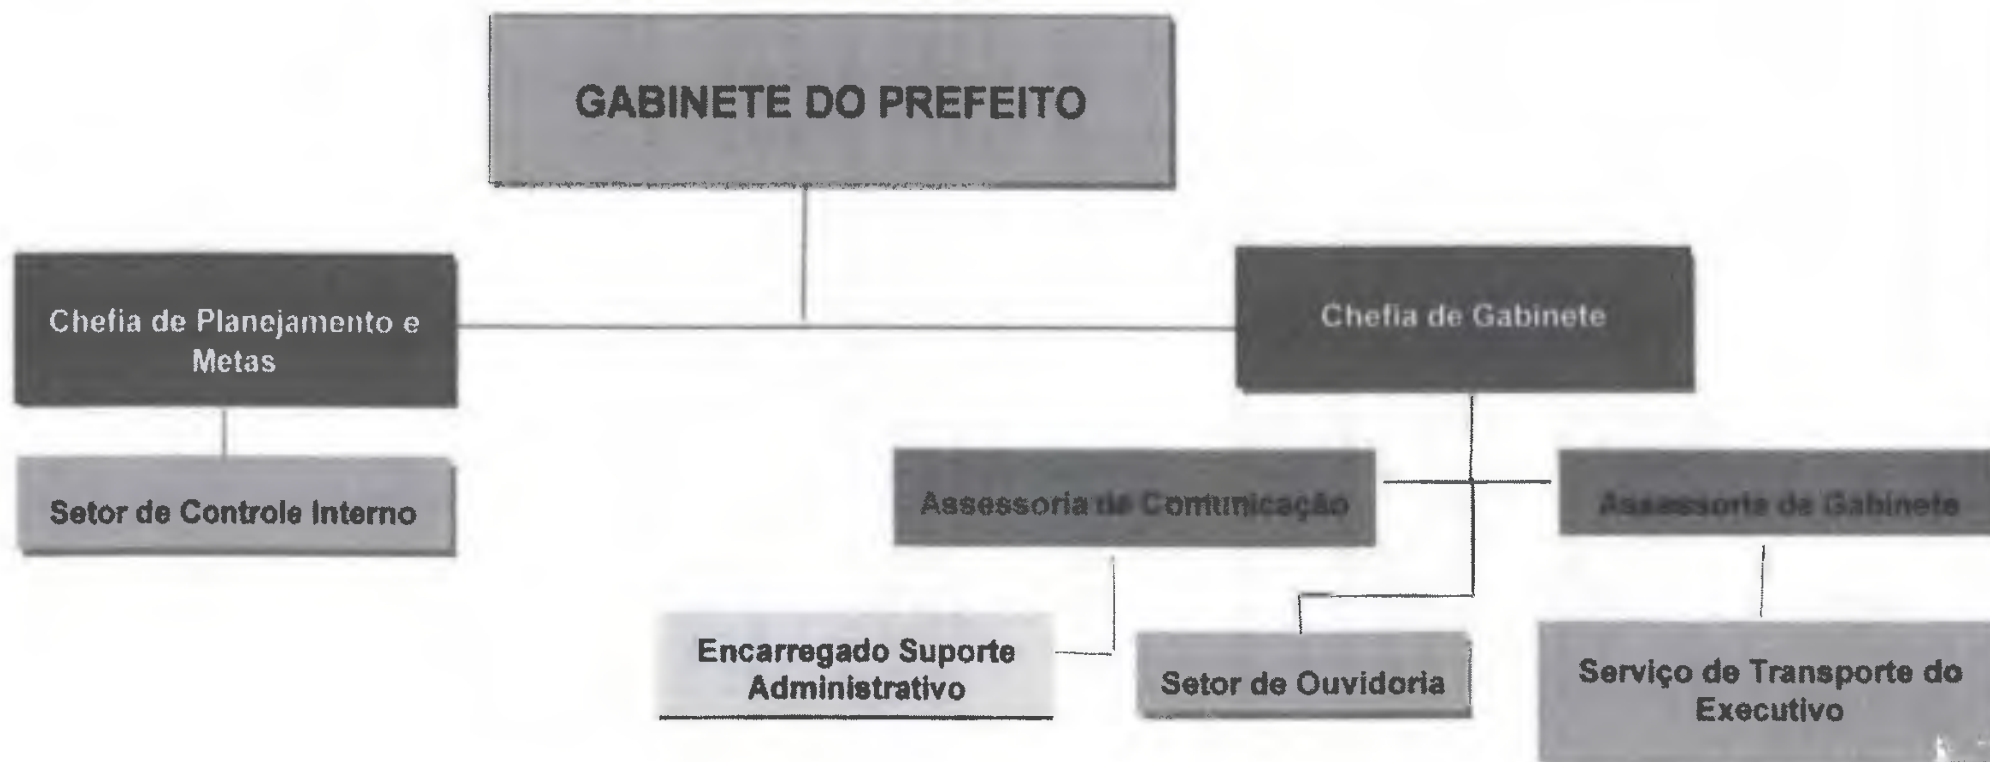 GABINETE DO PREFEITO
Chefia de Planejamento e
Metas
Chefia de Gabinete
Setor de Controle Interno
Assessoria de Comunicação
Assessoria de Gabinete
Encarregado Suporte
Administrativo
Setor de Ouvidoria
Serviço de Transporte do
Executivo